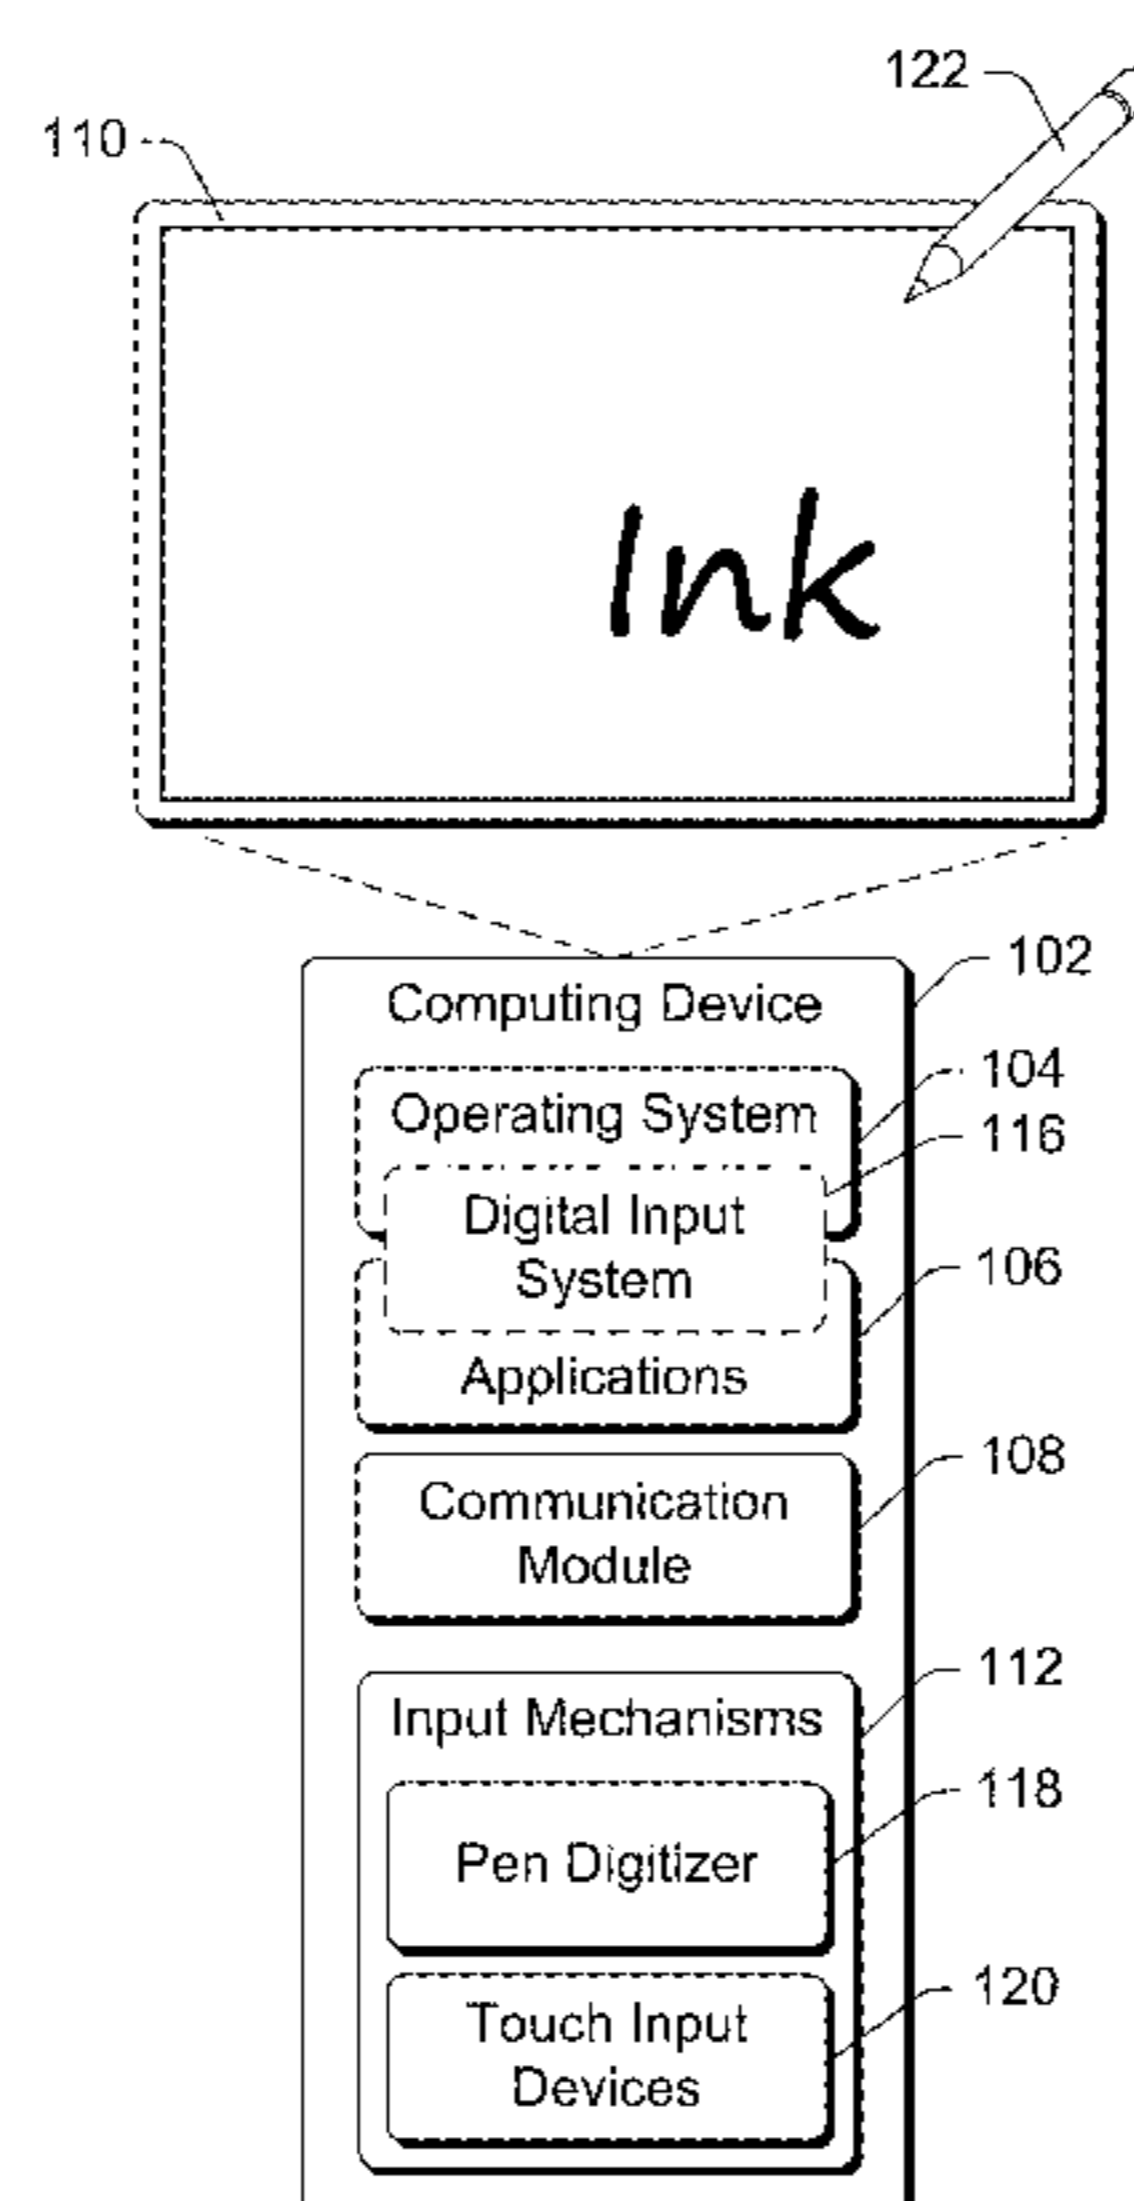 122
110
Ink
102
Computing Device
104
Operating System
116
Digital Input
System
106
Applications
108
Communication
Module
112
Input Mechanisms
118
Pen Digitizer
120
Touch Input
Devices